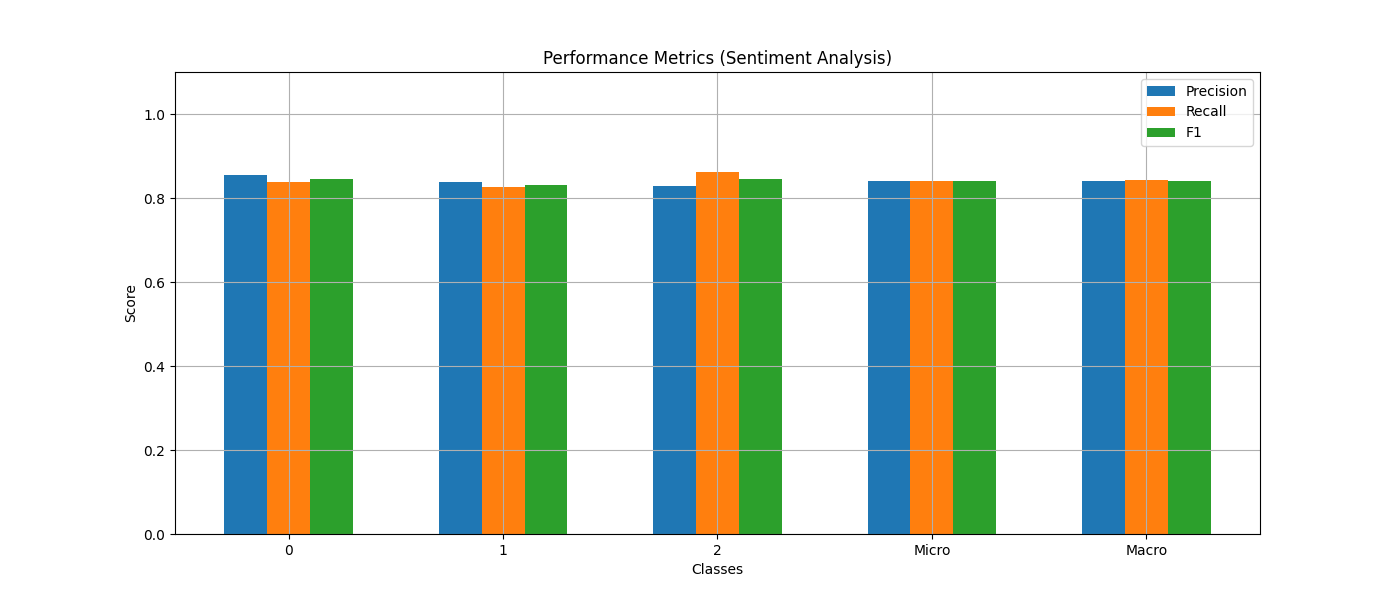 Performance Metrics (Sentiment Analysis)
Precision
Recall
F1
1.0
0.8
0.6
0.4
0.2
0.0
Score
0
1
2
Micro
Macro
Classes